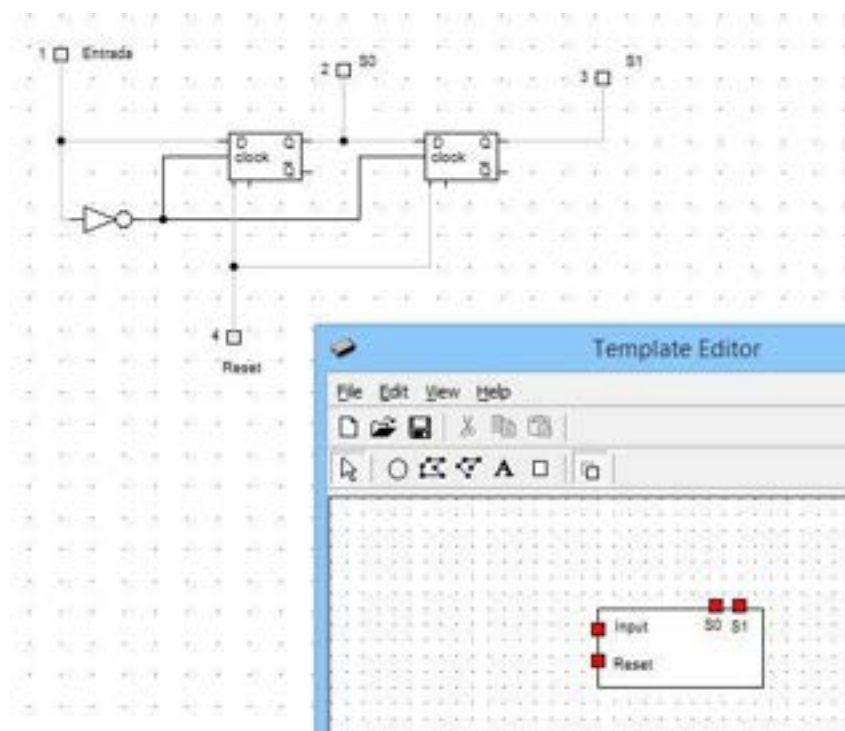 1 Entrada
2 S0
3 S1
D Q
clock
Q
D Q
clock
Q
4
Reset
Template Editor
File Edit View Help
A
Input
S0 S1
Reset